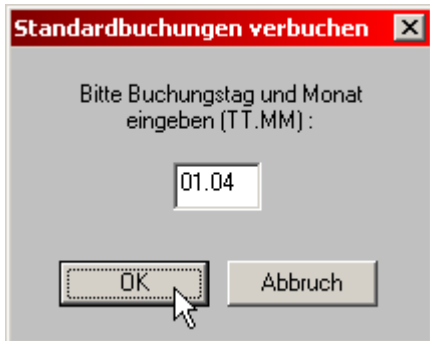 Standardbuchungen verbuchen
Bitte Buchungstag und Monat
eingeben (TT.MM) :
01.04
OK
Abbruch